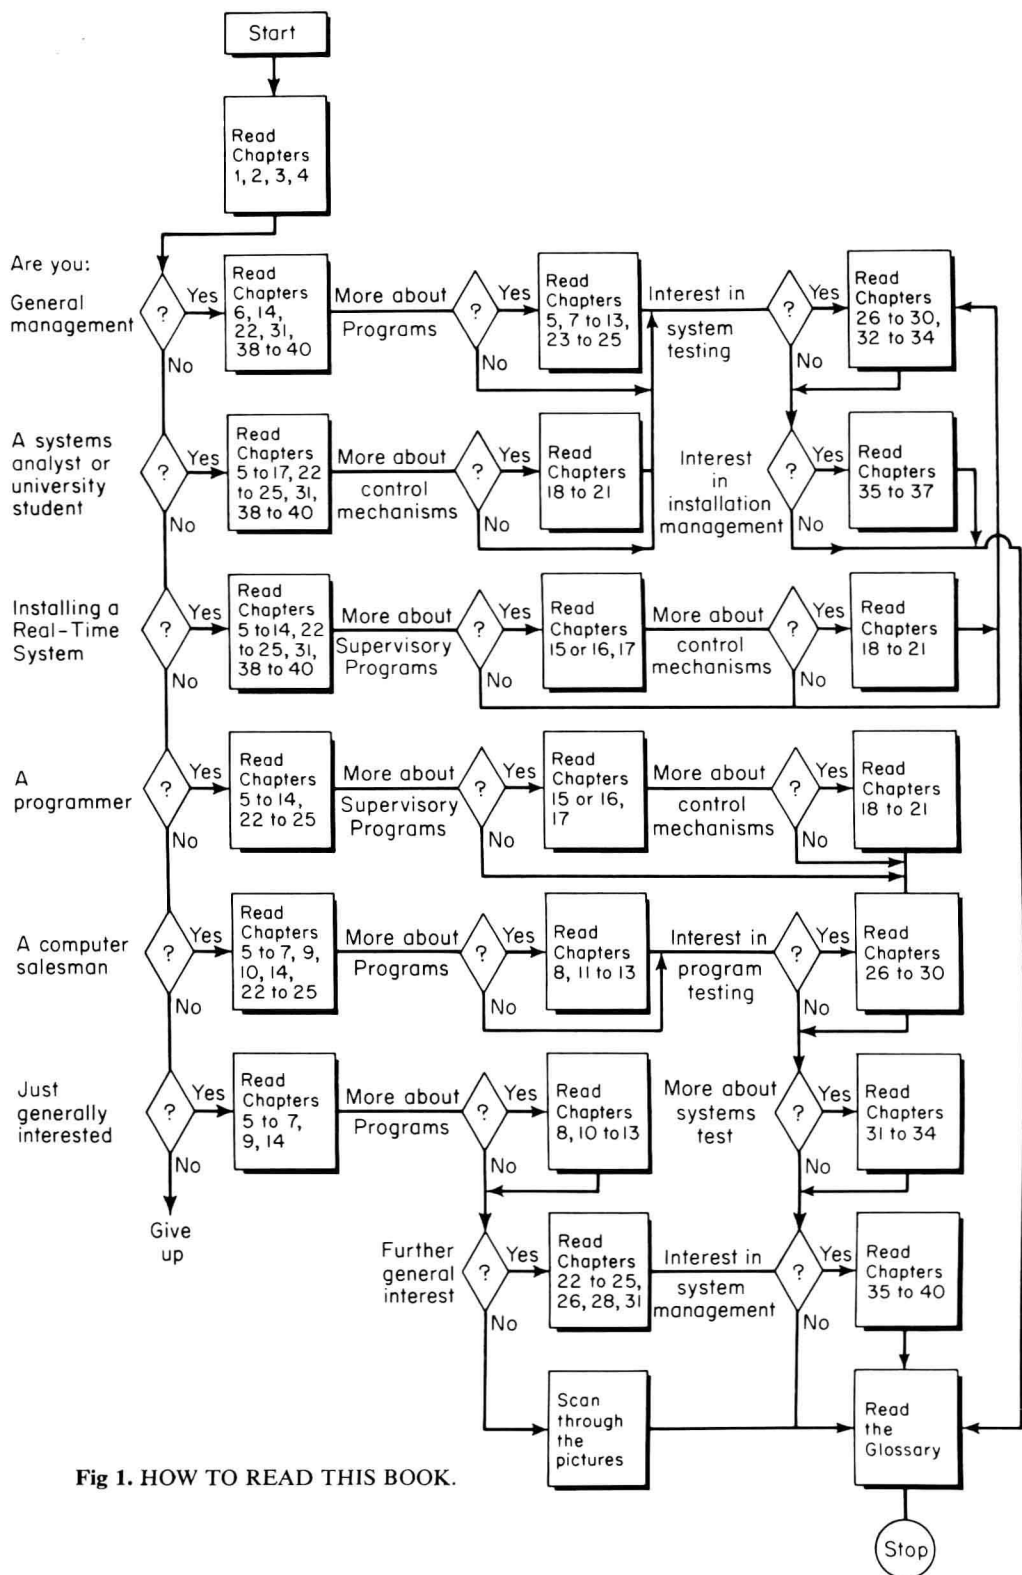 Start
Read
Chapters
1, 2, 3, 4
Are you:
General
management
?
Yes
No
Read
Chapters
6, 14,
22, 31,
38 to 40
More about
Programs
?
Yes
No
Read
Chapters
5, 7 to 13,
23 to 25
Interest in
system
testing
?
Yes
No
Read
Chapters
26 to 30,
32 to 34
A systems
analyst or
university
student
?
Yes
No
Read
Chapters
5 to 17, 22
to 25, 31,
38 to 40
More about
control
mechanisms
?
Yes
No
Read
Chapters
18 to 21
Interest
in
installation
management
?
Yes
No
Read
Chapters
35 to 37
Installing a
Real-Time
System
?
Yes
No
Read
Chapters
5 to 14, 22
to 25, 31,
38 to 40
More about
Supervisory
Programs
?
Yes
No
Read
Chapters
15 or 16, 17
More about
control
mechanisms
?
Yes
No
Read
Chapters
18 to 21
A
programmer
?
Yes
No
Read
Chapters
5 to 14,
22 to 25
More about
Supervisory
Programs
?
Yes
No
Read
Chapters
15 or 16,
17
More about
control
mechanisms
?
Yes
No
Read
Chapters
18 to 21
A computer
salesman
?
Yes
No
Read
Chapters
5 to 7, 9,
10, 14,
22 to 25
More about
Programs
?
Yes
No
Read
Chapters
8, 11 to 13
Interest in
program
testing
?
Yes
No
Read
Chapters
26 to 30
Just
generally
interested
?
Yes
No
Read
Chapters
5 to 7,
9, 14
More about
Programs
?
Yes
No
Read
Chapters
8, 10 to 13
More about
systems
test
?
Yes
No
Read
Chapters
31 to 34
Give
up
Further
general
interest
?
Yes
No
Read
Chapters
22 to 25,
26, 28, 31
Interest in
system
management
?
Yes
No
Read
Chapters
35 to 40
Scan
through
the
pictures
Read
the
Glossary
Fig 1. HOW TO READ THIS BOOK.
Stop